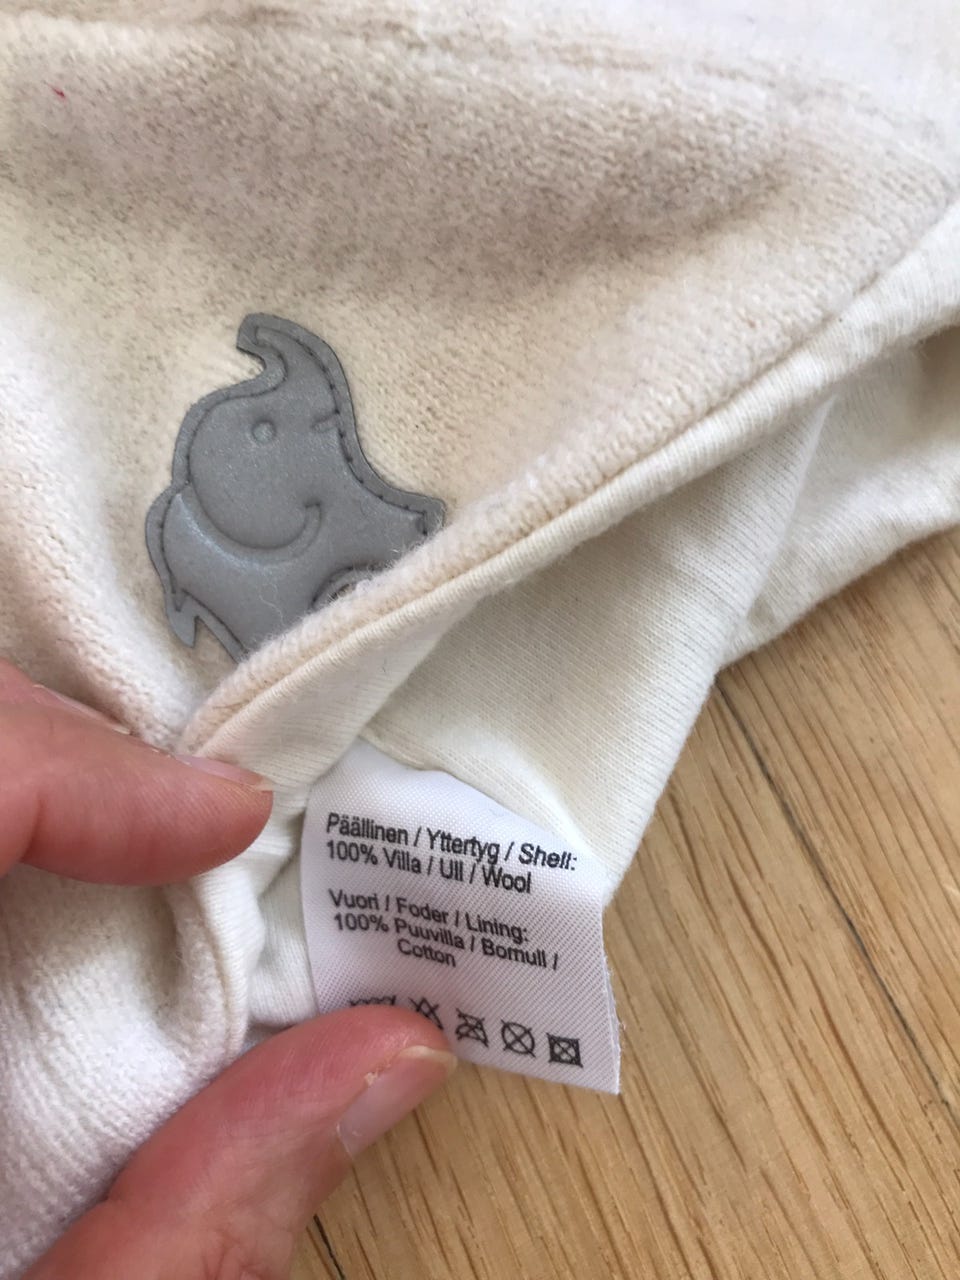 Päällinen / Yttertyg / Shell:
100% Villa / Ull / Wool
Vuori / Foder / Lining:
100% Puuvilla / Bomull /
Cotton